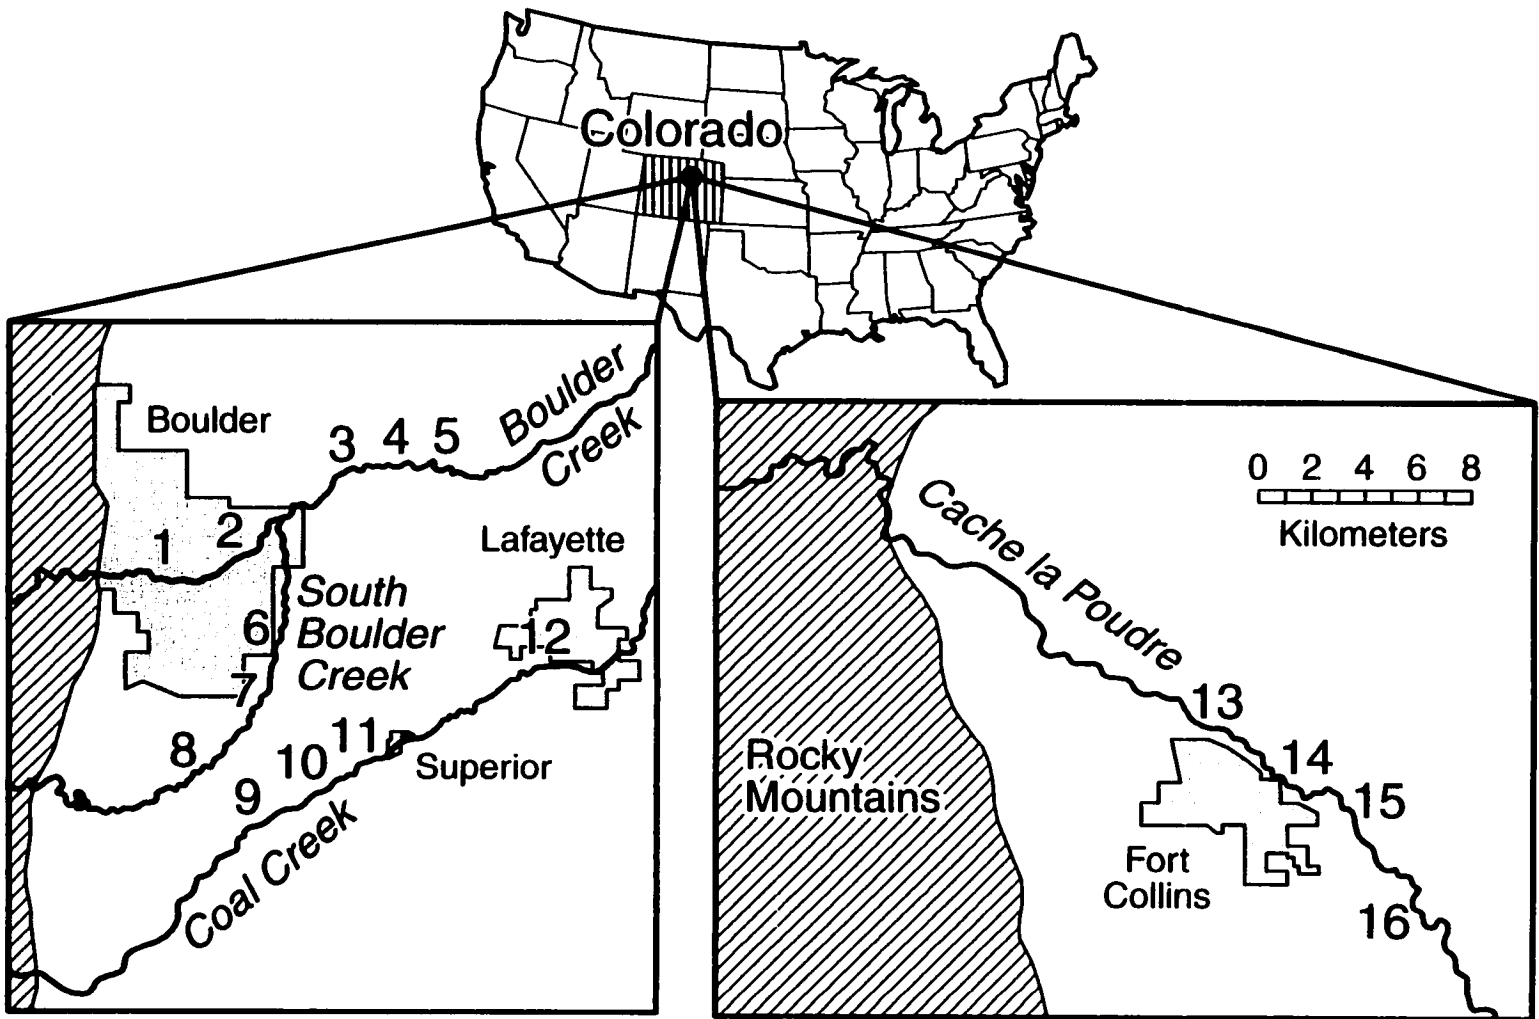 Colorado
Boulder
3 4 5
Boulder
Creek
1 2
Lafayette
South
Boulder
Creek
6
7
12
8
9 10 11
Superior
Coal Creek
0 2 4 6 8
Kilometers
Cache la Poudre
13
14
15
16
Rocky
Mountains
Fort
Collins